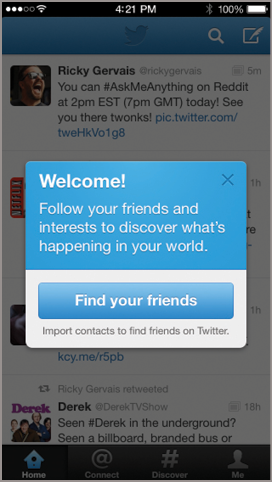 4:21 PM 100%
Ricky Gervais @rickygervais 5m
You can #AskMeAnything on Reddit
at 2pm EST (7pm GMT) today! See
you there twonks! pic.twitter.com/
tweHkVo1g8
NETFLIX
1h
Welcome!
Follow your friends and
interests to discover what's
happening in your world.
Find your friends
Import contacts to find friends on Twitter.
1h
kcy.me/r5pb
Ricky Gervais retweeted
Derek
Derek @DerekTVShow 18h
Seen #Derek in the underground?
Seen a billboard, branded bus or
Home
@
Connect
#
Discover
Me